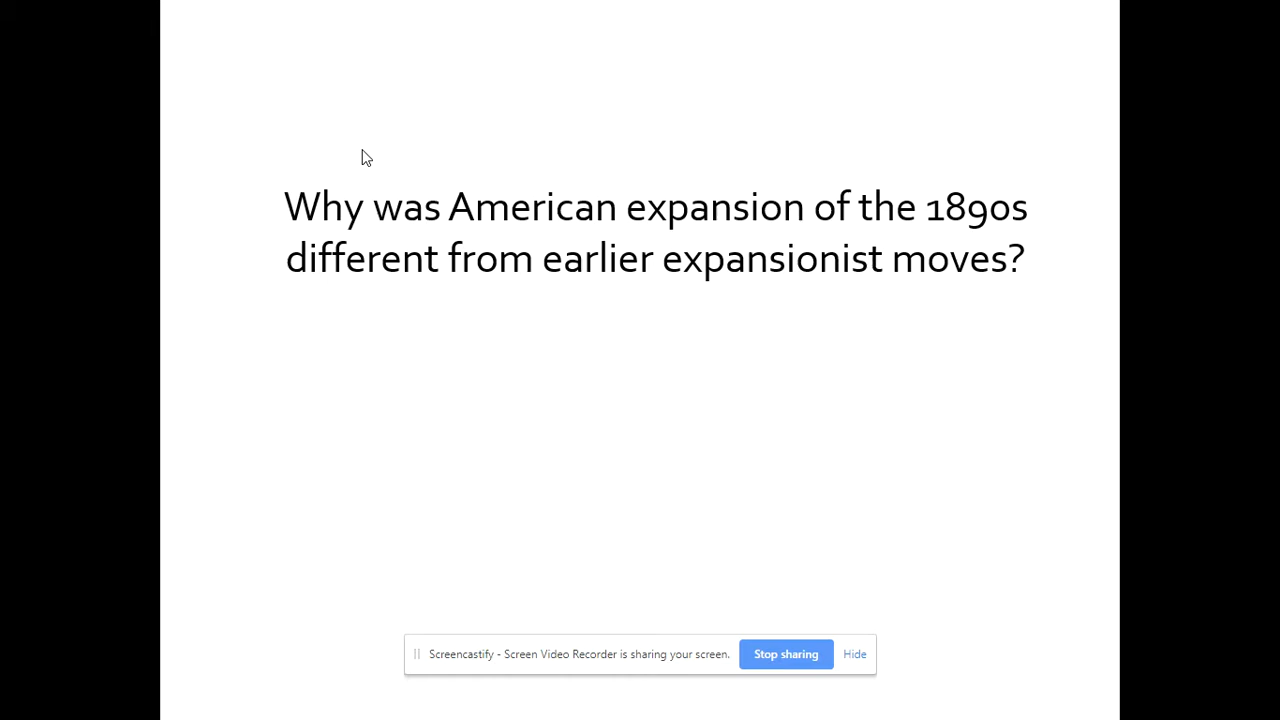 Why was American expansion of the 1890s
different from earlier expansionist moves?
Screencastify - Screen Video Recorder is sharing your screen. Stop sharing Hide